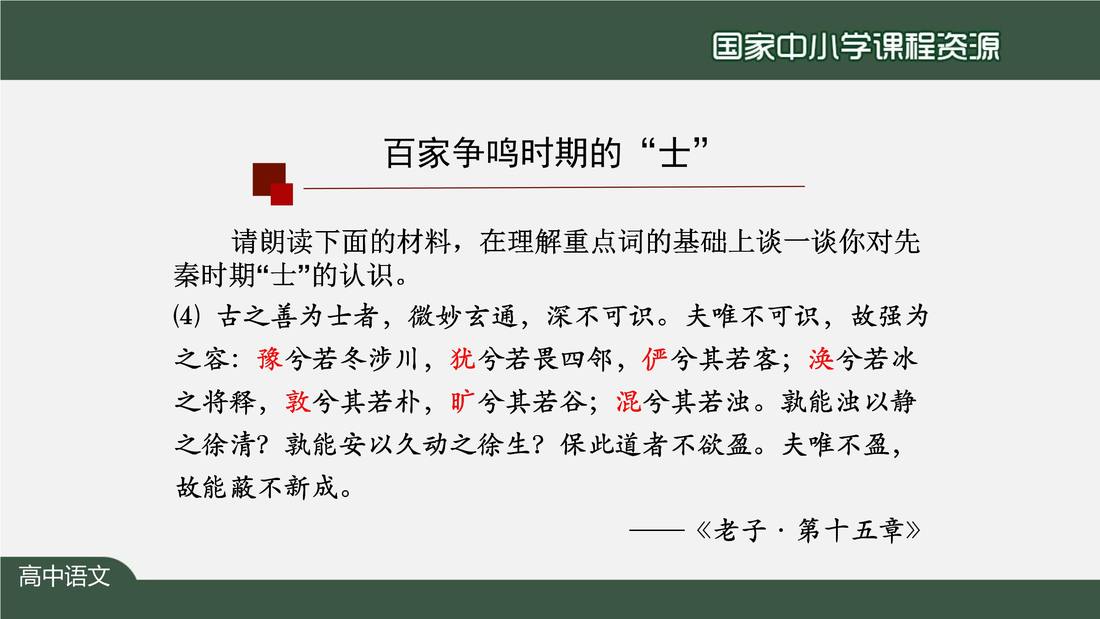 国家中小学课程资源
百家争鸣时期的“士”
请朗读下面的材料，在理解重点词的基础上谈一谈你对先
秦时期“士”的认识。
⑷ 古之善为士者，微妙玄通，深不可识。夫唯不可识，故强为
之容：豫兮若冬涉川，犹兮若畏四邻，俨兮其若客；涣兮若冰
之将释，敦兮其若朴，旷兮其若谷；混兮其若浊。孰能浊以静
之徐清？孰能安以久动之徐生？保此道者不欲盈。夫唯不盈，
故能蔽不新成。
——《老子·第十五章》
高中语文